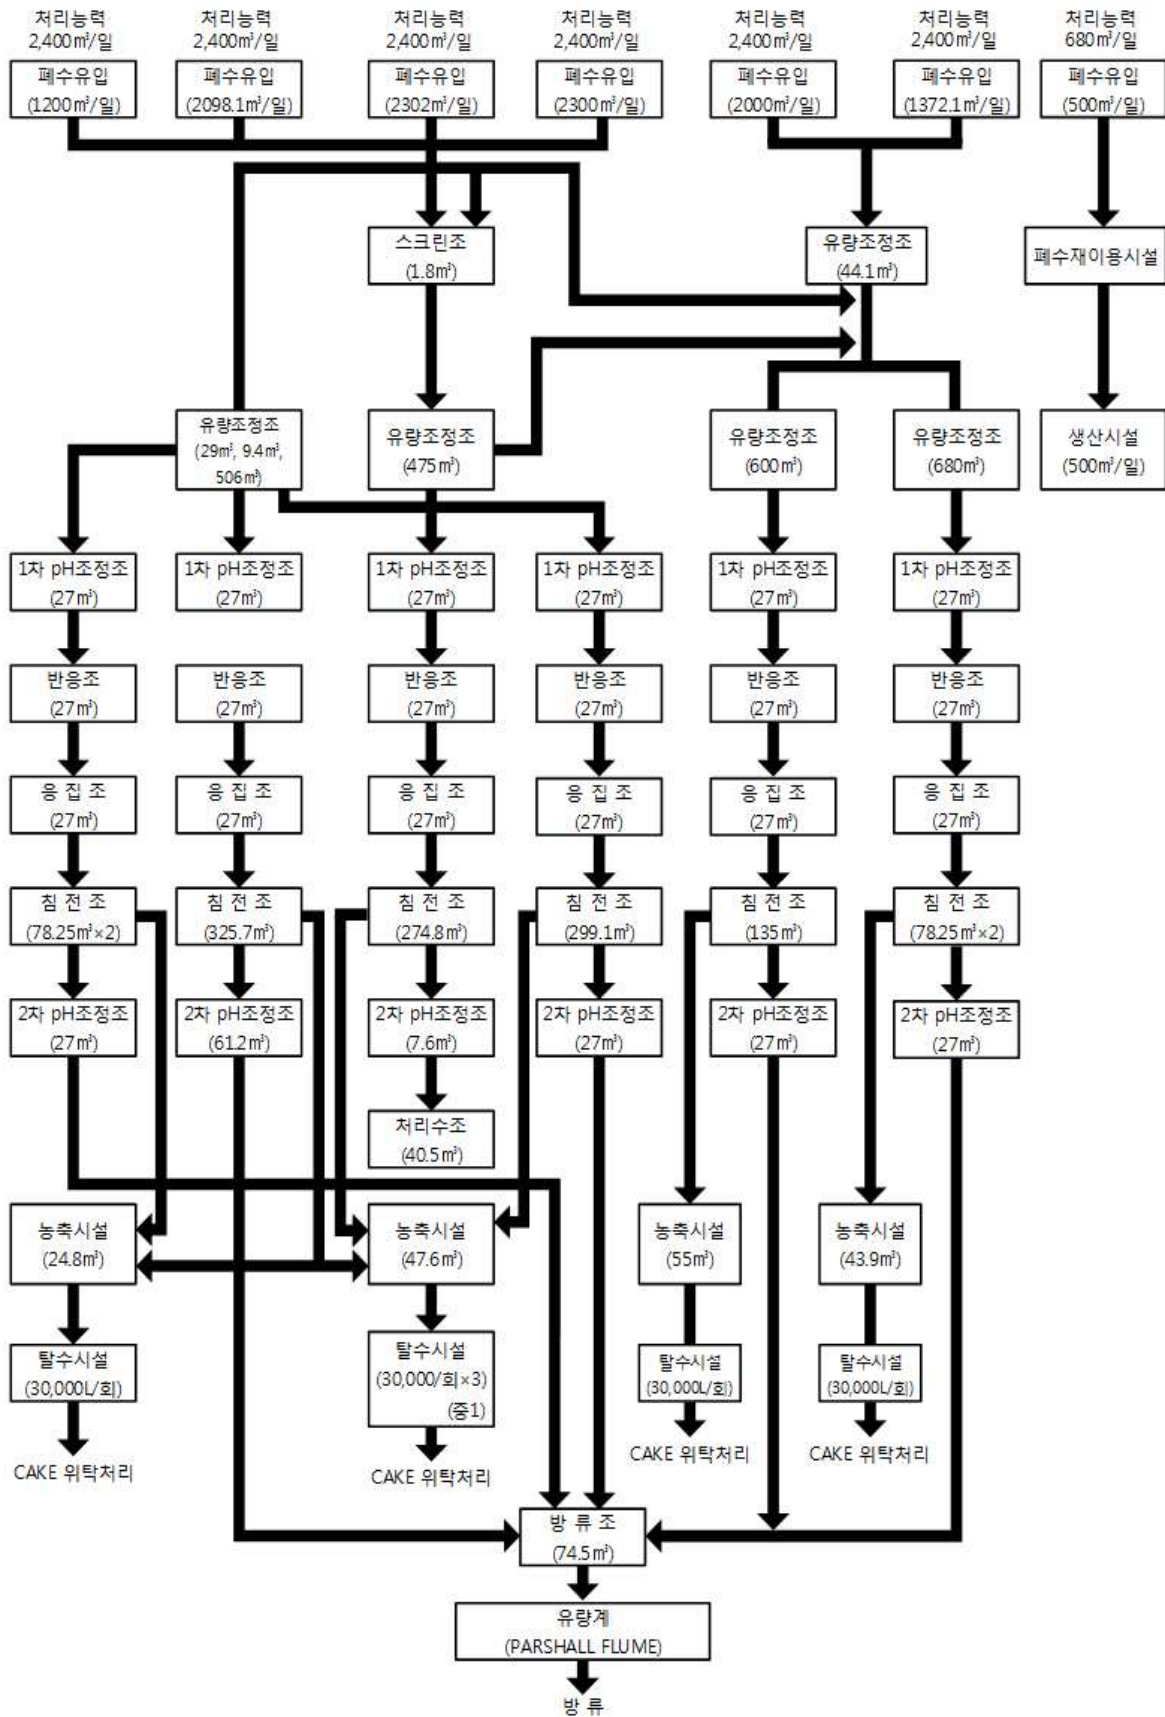 처리능력
2,400㎥/일
처리능력
2,400㎥/일
처리능력
2,400㎥/일
처리능력
2,400㎥/일
처리능력
2,400㎥/일
처리능력
2,400㎥/일
처리능력
680㎥/일
폐수유입
(1200㎥/일)
폐수유입
(2098.1㎥/일)
폐수유입
(2302㎥/일)
폐수유입
(2300㎥/일)
폐수유입
(2000㎥/일)
폐수유입
(1372.1㎥/일)
폐수유입
(500㎥/일)
스크린조
(1.8㎥)
유량조정조
(44.1㎥)
폐수재이용시설
유량조정조
(29㎥, 9.4㎥,
506㎥)
유량조정조
(475㎥)
유량조정조
(600㎥)
유량조정조
(680㎥)
생산시설
(500㎥/일)
1차 pH조정조
(27㎥)
1차 pH조정조
(27㎥)
1차 pH조정조
(27㎥)
1차 pH조정조
(27㎥)
1차 pH조정조
(27㎥)
1차 pH조정조
(27㎥)
반응조
(27㎥)
반응조
(27㎥)
반응조
(27㎥)
반응조
(27㎥)
반응조
(27㎥)
반응조
(27㎥)
응 집 조
(27㎥)
응 집 조
(27㎥)
응 집 조
(27㎥)
응 집 조
(27㎥)
응 집 조
(27㎥)
응 집 조
(27㎥)
침 전 조
(78.25㎥×2)
침 전 조
(325.7㎥)
침 전 조
(274.8㎥)
침 전 조
(299.1㎥)
침 전 조
(135㎥)
침 전 조
(78.25㎥×2)
2차 pH조정조
(27㎥)
2차 pH조정조
(61.2㎥)
2차 pH조정조
(7.6㎥)
2차 pH조정조
(27㎥)
2차 pH조정조
(27㎥)
2차 pH조정조
(27㎥)
처리수조
(40.5㎥)
농축시설
(24.8㎥)
농축시설
(47.6㎥)
농축시설
(55㎥)
농축시설
(43.9㎥)
탈수시설
(30,000L/회)
탈수시설
(30,000/회×3)
(중1)
탈수시설
(30,000L/회)
탈수시설
(30,000L/회)
CAKE 위탁처리
CAKE 위탁처리
CAKE 위탁처리
CAKE 위탁처리
방 류 조
(74.5㎥)
유량계
(PARSHALL FLUME)
방 류